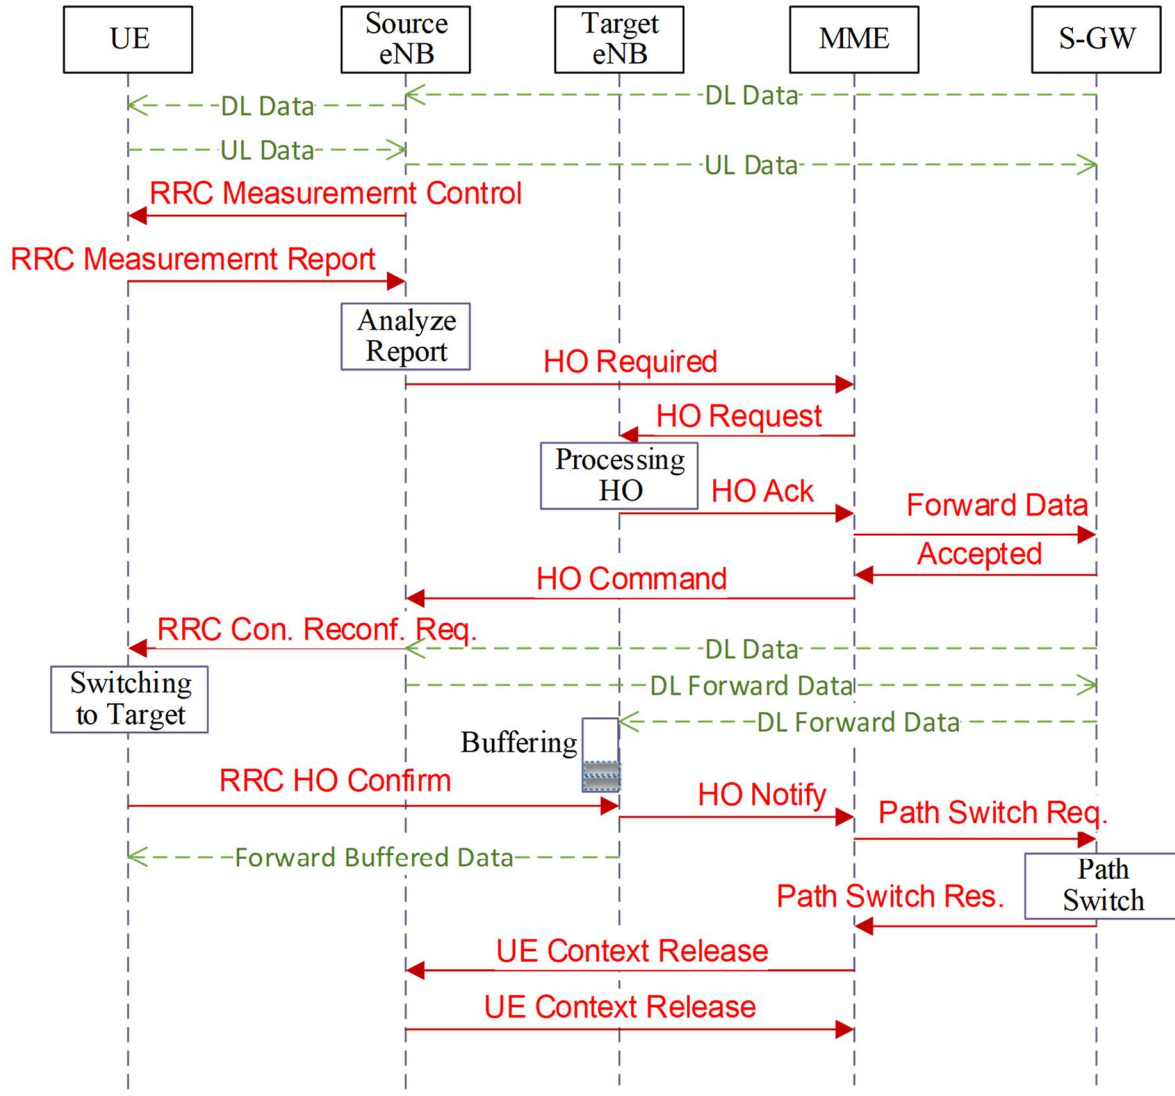 UE
Source
eNB
Target
eNB
MME
S-GW
DL Data
DL Data
UL Data
UL Data
RRC Measuremernt Control
RRC Measuremernt Report
Analyze
Report
HO Required
HO Request
Processing
HO
HO Ack
Forward Data
Accepted
HO Command
RRC Con. Reconf. Req.
DL Data
Switching
to Target
DL Forward Data
DL Forward Data
Buffering
RRC HO Confirm
HO Notify
Path Switch Req.
Forward Buffered Data
Path
Switch
Path Switch Res.
UE Context Release
UE Context Release